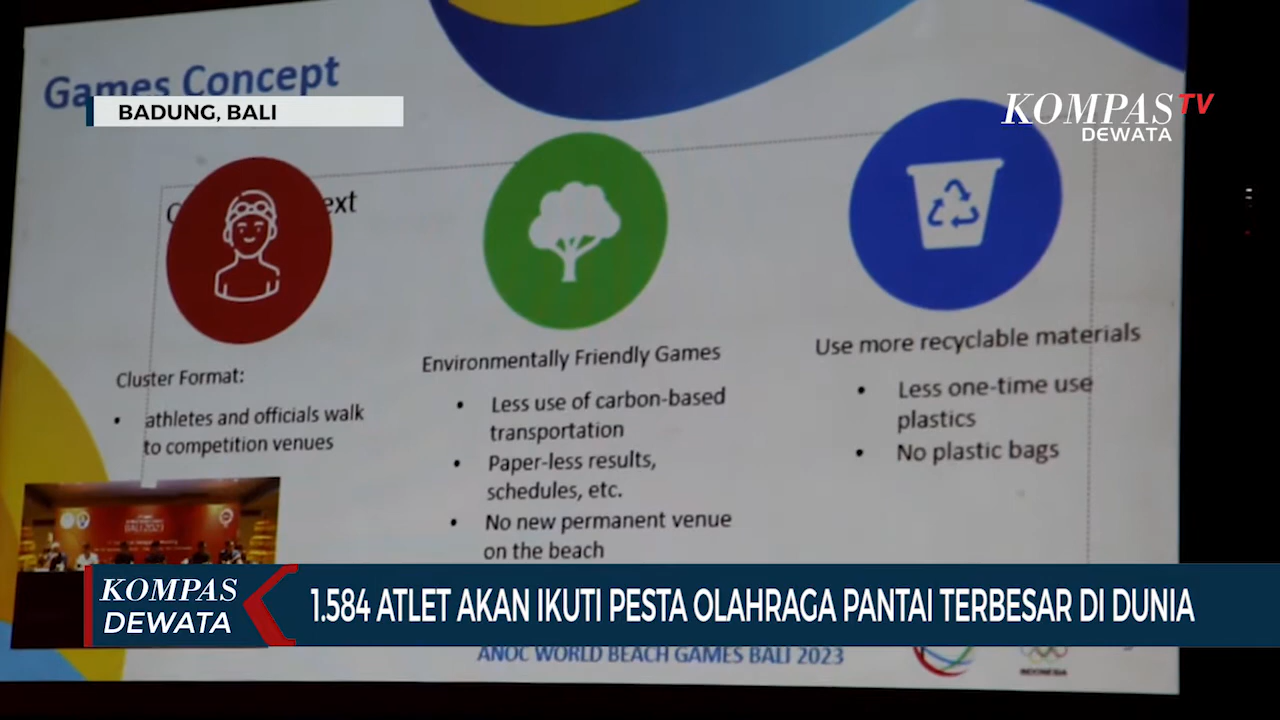 Games Concept
BADUNG, BALI
KOMPAS TV
DEWATA
ext
Cluster Format:
• athletes and officials walk
to competition venues
Environmentally Friendly Games
• Less use of carbon-based
transportation
• Paper-less results,
schedules, etc.
• No new permanent venue
on the beach
Use more recyclable materials
• Less one-time use
plastics
• No plastic bags
BALI 2023
KOMPAS
DEWATA
1.584 ATLET AKAN IKUTI PESTA OLAHRAGA PANTAI TERBESAR DI DUNIA
ANOC WORLD BEACH GAMES BALI 2023
INDONESIA